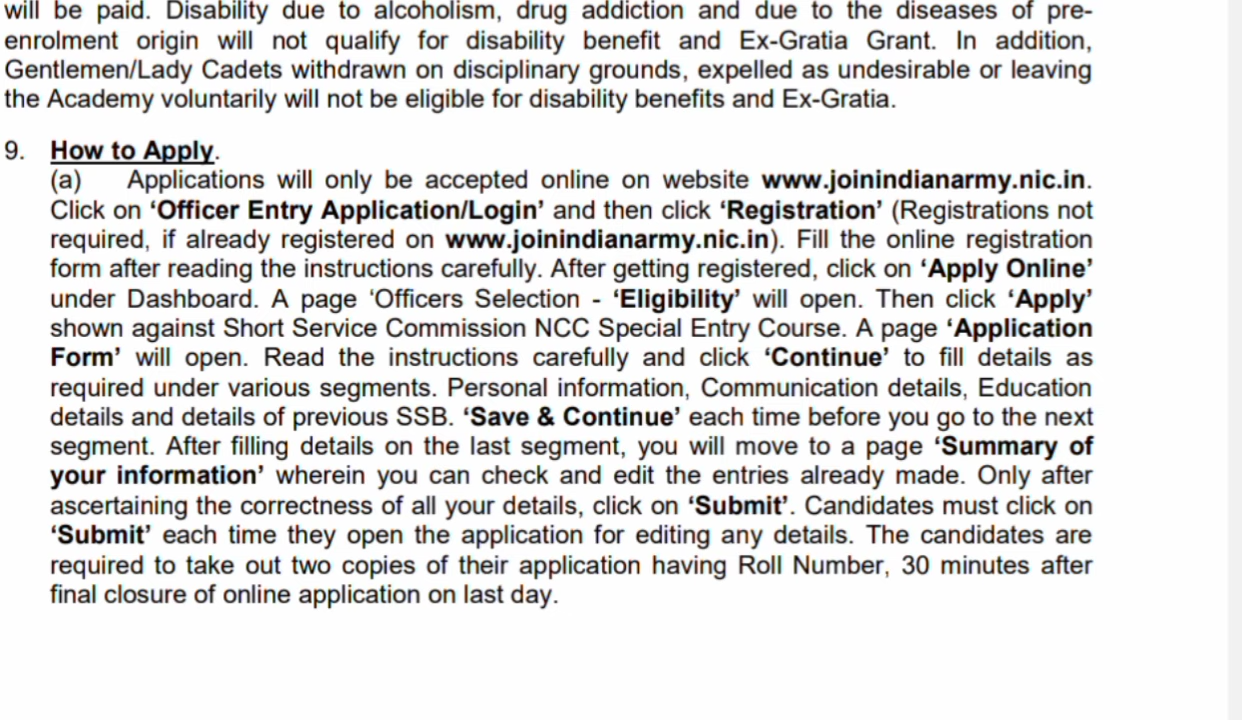 will be paid. Disability due to alcoholism, drug addiction and due to the diseases of pre-
enrolment origin will not qualify for disability benefit and Ex-Gratia Grant. In addition,
Gentlemen/Lady Cadets withdrawn on disciplinary grounds, expelled as undesirable or leaving
the Academy voluntarily will not be eligible for disability benefits and Ex-Gratia.
9. How to Apply.
(a) Applications will only be accepted online on website www.joinindianarmy.nic.in.
Click on ‘Officer Entry Application/Login’ and then click ‘Registration’ (Registrations not
required, if already registered on www.joinindianarmy.nic.in). Fill the online registration
form after reading the instructions carefully. After getting registered, click on ‘Apply Online’
under Dashboard. A page ‘Officers Selection - ‘Eligibility’ will open. Then click ‘Apply’
shown against Short Service Commission NCC Special Entry Course. A page ‘Application
Form’ will open. Read the instructions carefully and click ‘Continue’ to fill details as
required under various segments. Personal information, Communication details, Education
details and details of previous SSB. ‘Save & Continue’ each time before you go to the next
segment. After filling details on the last segment, you will move to a page ‘Summary of
your information’ wherein you can check and edit the entries already made. Only after
ascertaining the correctness of all your details, click on ‘Submit’. Candidates must click on
‘Submit’ each time they open the application for editing any details. The candidates are
required to take out two copies of their application having Roll Number, 30 minutes after
final closure of online application on last day.